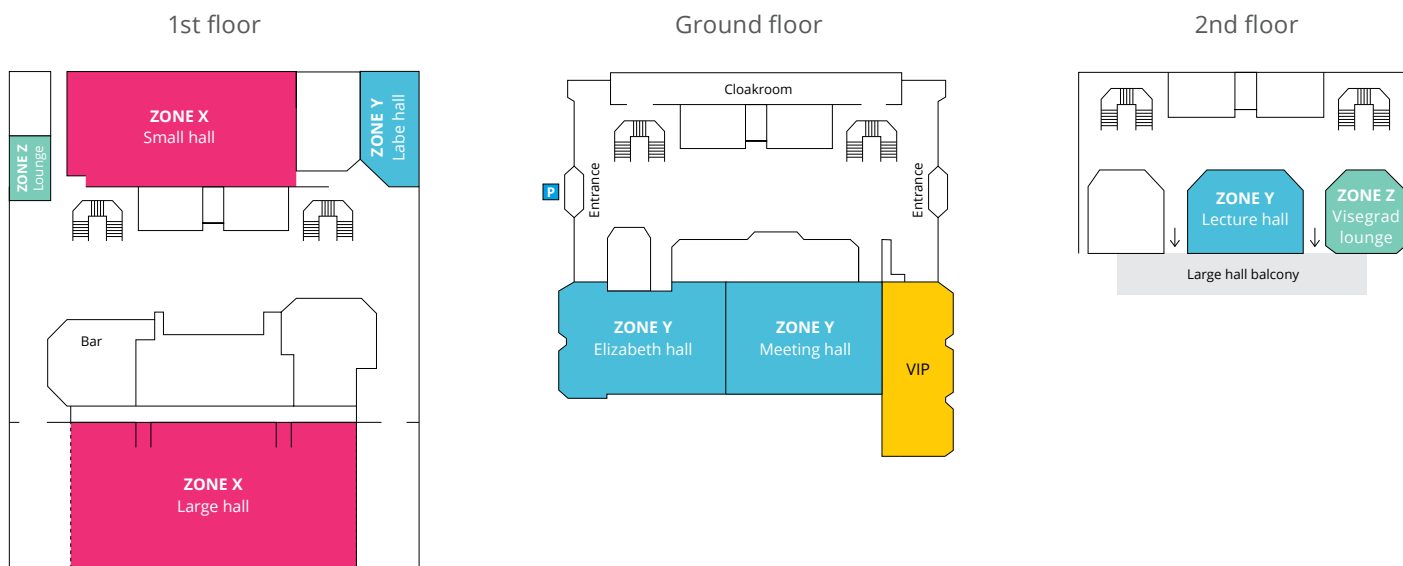 1st floor
ZONE X
Small hall
ZONE Y
Labe hall
ZONE Z
Lounge
Bar
ZONE X
Large hall
Ground floor
Cloakroom
P
Entrance
Entrance
ZONE Y
Elizabeth hall
ZONE Y
Meeting hall
VIP
2nd floor
ZONE Y
Lecture hall
ZONE Z
Visegrad
lounge
Large hall balcony